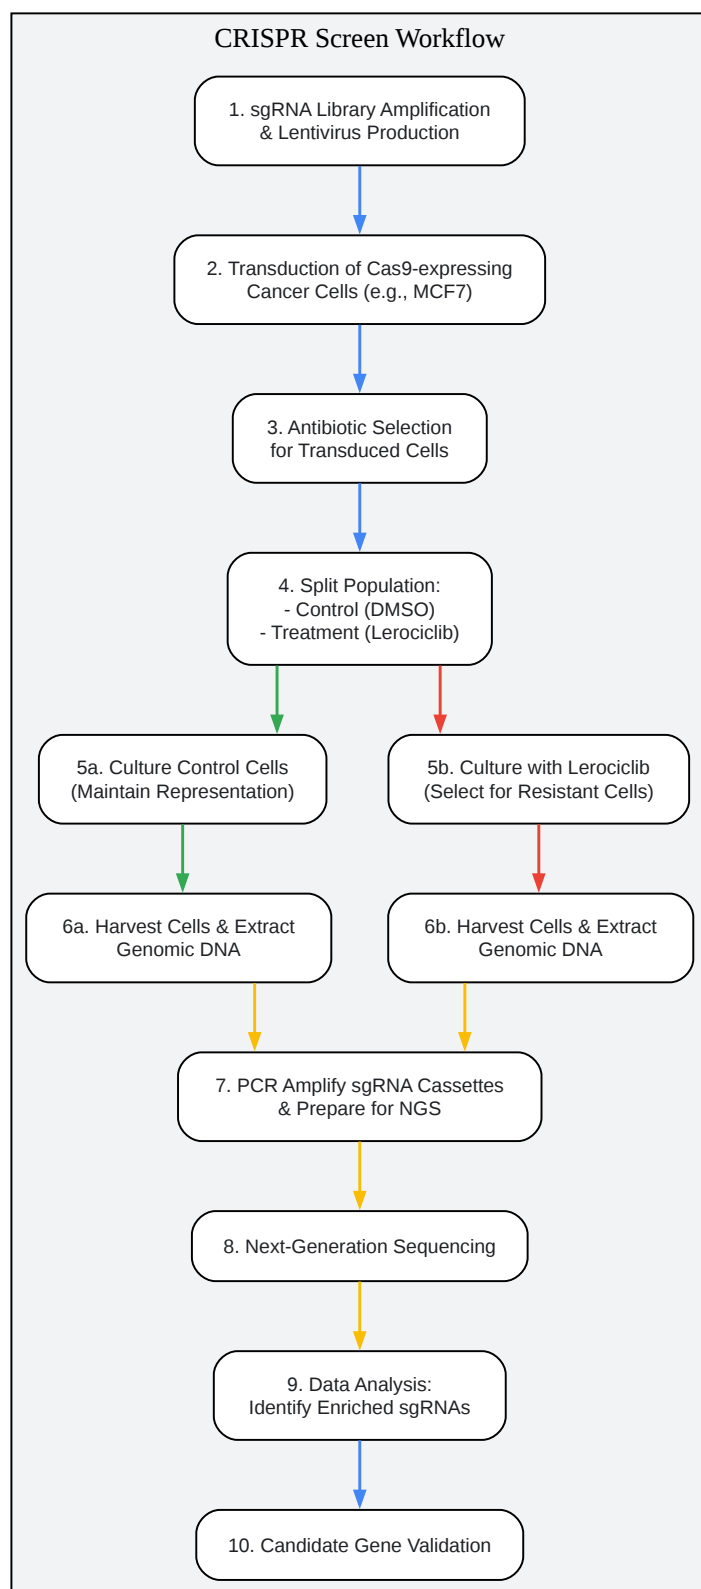 CRISPR Screen Workflow
1. sgRNA Library Amplification
& Lentivirus Production
2. Transduction of Cas9-expressing
Cancer Cells (e.g., MCF7)
3. Antibiotic Selection
for Transduced Cells
4. Split Population:
- Control (DMSO)
- Treatment (Lerociclib)
5a. Culture Control Cells
(Maintain Representation)
5b. Culture with Lerociclib
(Select for Resistant Cells)
6a. Harvest Cells & Extract
Genomic DNA
6b. Harvest Cells & Extract
Genomic DNA
7. PCR Amplify sgRNA Cassettes
& Prepare for NGS
8. Next-Generation Sequencing
9. Data Analysis:
Identify Enriched sgRNAs
10. Candidate Gene Validation